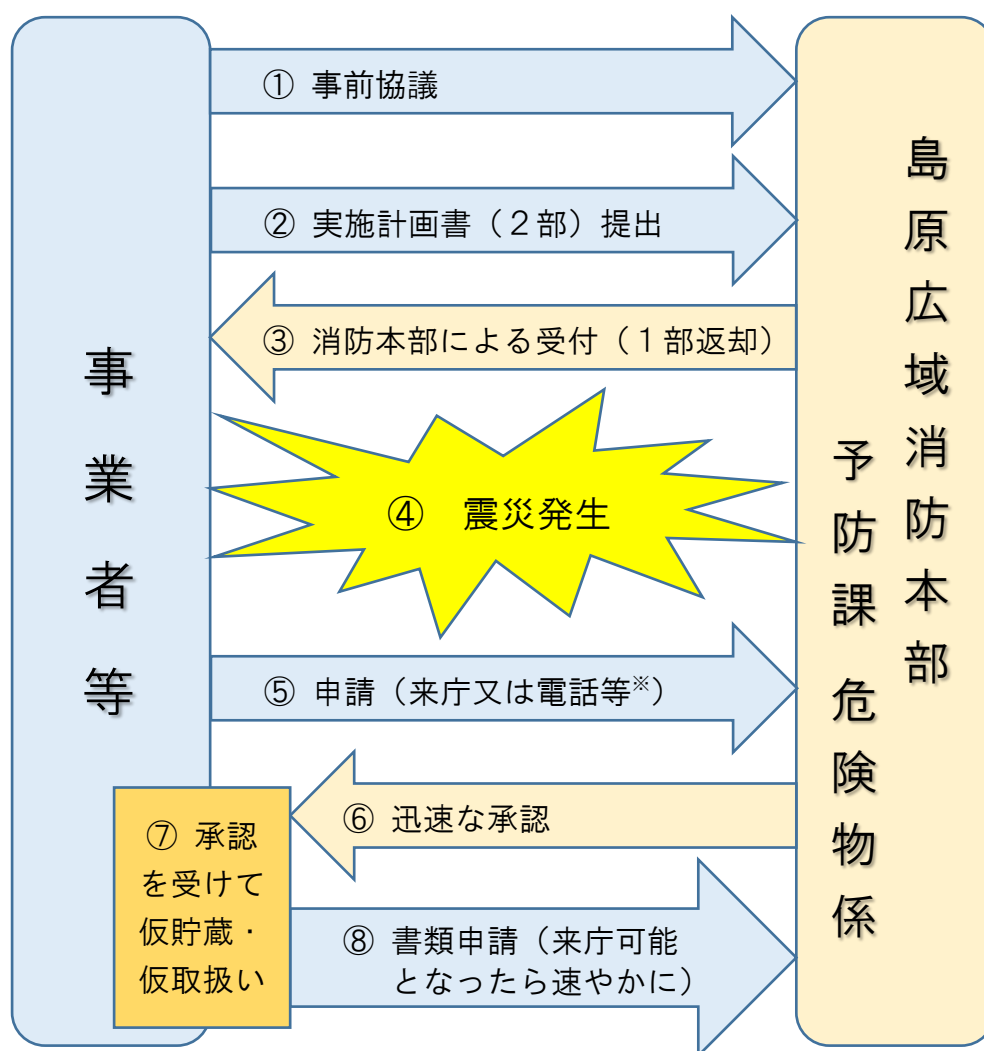 事業者等
① 事前協議
② 実施計画書（２部）提出
③ 消防本部による受付（１部返却）
④ 震災発生
⑤ 申請（来庁又は電話等※）
⑥ 迅速な承認
⑦ 承認
を受けて
仮貯蔵・
仮取扱い
⑧ 書類申請（来庁可能
となったら速やかに）
島原広域消防本部
予防課 危険物係